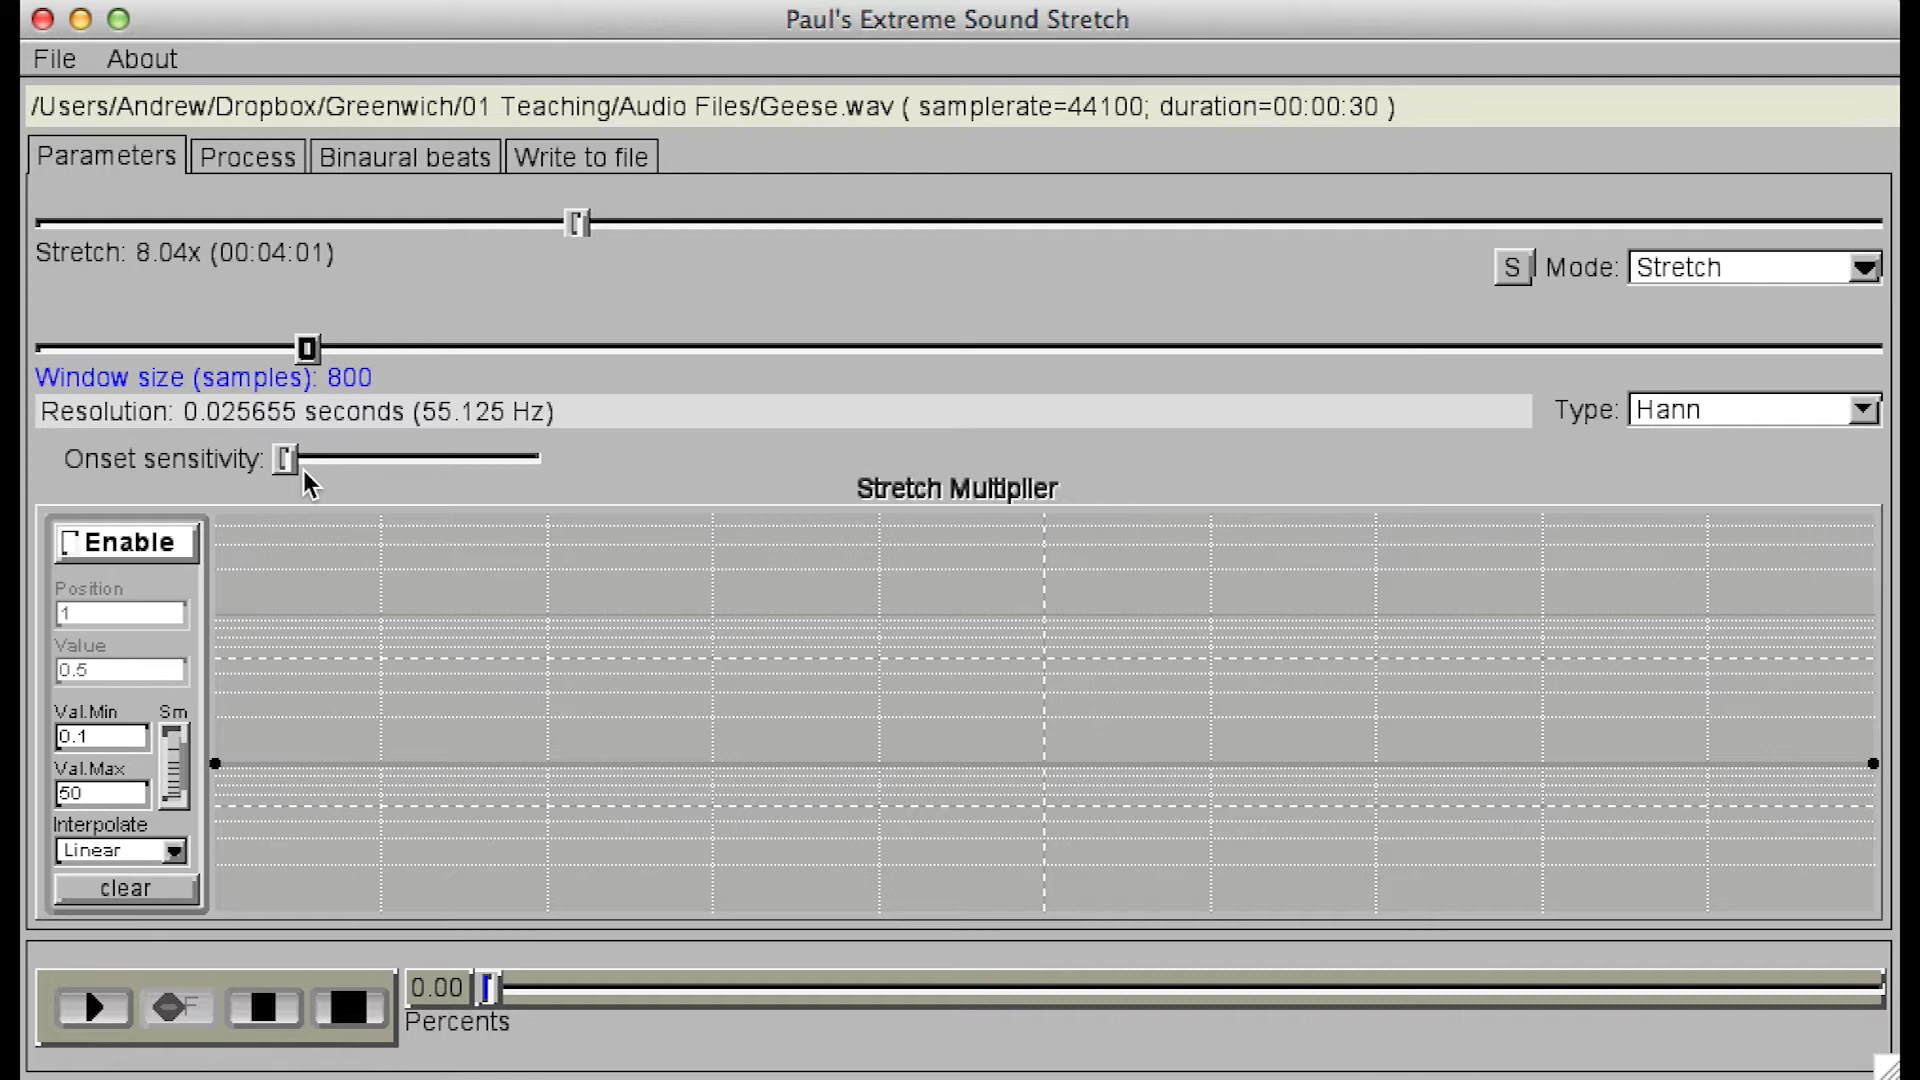 Paul's Extreme Sound Stretch
File About
/Users/Andrew/Dropbox/Greenwich/01 Teaching/Audio Files/Geese.wav ( samplerate=44100; duration=00:00:30 )
Parameters Process Binaural beats Write to file
Stretch: 8.04x (00:04:01)
S Mode: Stretch
Window size (samples): 800
Resolution: 0.025655 seconds (55.125 Hz)
Type: Hann
Onset sensitivity:
Stretch Multiplier
Enable
Position
1
Value
0.5
Val.Min Sm
0.1
Val.Max
50
Interpolate
Linear
clear
F
0.00
Percents